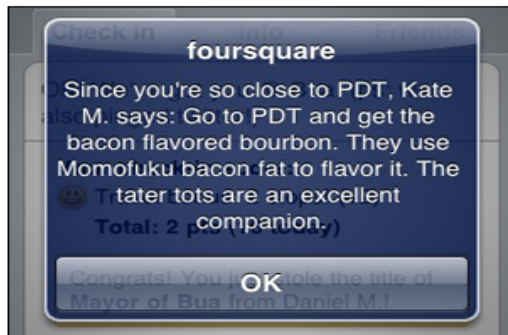 Check in Info Friends
foursquare
Since you're so close to PDT, Kate
M. says: Go to PDT and get the
bacon flavored bourbon. They use
Momofuku bacon fat to flavor it. The
tater tots are an excellent
companion.
Total: 2 pts
OK
Congrats! You just stole the title of
Mayor of Bua from Daniel M.!